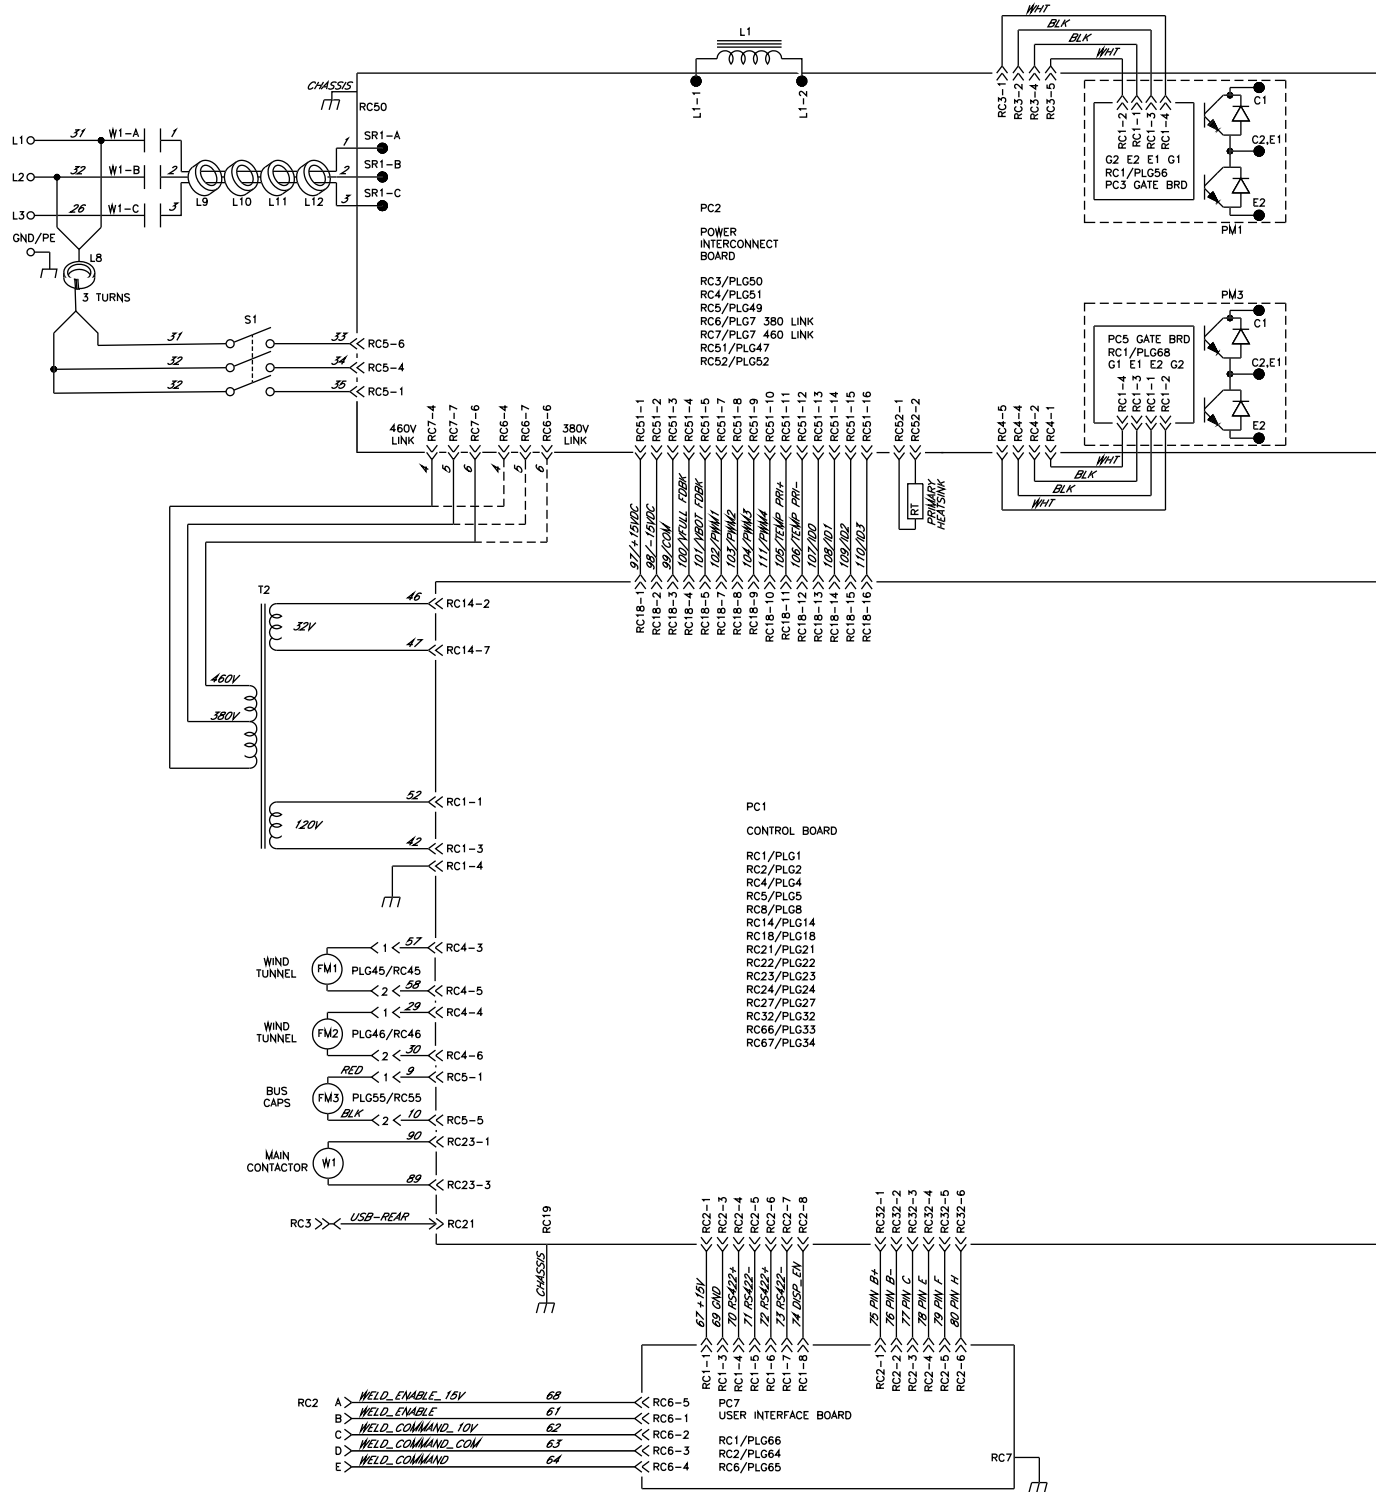 WHT
BLK
BLK
WHT
L1
L1-1
L1-2
RC3-1
RC3-2
RC3-4
RC3-5
CHASSIS
RC50
L1
31
W1-A
1
L2
32
W1-B
2
L3
26
W1-C
3
L9
L10
L11
L12
1
SR1-A
2
SR1-B
3
SR1-C
GND/PE
L8
3 TURNS
RC1-2
RC1-1
RC1-3
RC1-4
G2 E2 E1 G1
RC1/PLG56
PC3 GATE BRD
C1
C2,E1
E2
PM1
PC2
POWER
INTERCONNECT
BOARD
RC3/PLG50
RC4/PLG51
RC5/PLG49
RC6/PLG7 380 LINK
RC7/PLG7 460 LINK
RC51/PLG47
RC52/PLG52
PM3
PC5 GATE BRD
RC1/PLG68
G1 E1 E2 G2
RC1-4
RC1-3
RC1-1
RC1-2
C1
C2,E1
E2
S1
31
33
RC5-6
32
34
RC5-4
32
35
RC5-1
460V
LINK
RC7-4
RC7-7
RC7-6
RC6-4
RC6-7
RC6-6
380V
LINK
4
5
6
4
5
6
RC51-1
RC51-2
RC51-3
RC51-4
RC51-5
RC51-7
RC51-8
RC51-9
RC51-10
RC51-11
RC51-12
RC51-13
RC51-14
RC51-15
RC51-16
RC52-1
RC52-2
RC4-5
RC4-4
RC4-2
RC4-1
WHT
BLK
BLK
WHT
RT
PRIMARY
HEATSINK
97/+15VDC
98/-15VDC
99/COM
100/VFULL FDBK
101/VBOT FDBK
102/PWM1
103/PWM2
104/PWM3
111/PWM4
105/TEMP PRI+
106/TEMP PRI-
107/ID0
108/ID1
109/ID2
110/ID3
RC18-1
RC18-2
RC18-3
RC18-4
RC18-5
RC18-7
RC18-8
RC18-9
RC18-10
RC18-11
RC18-12
RC18-13
RC18-14
RC18-15
RC18-16
T2
46
RC14-2
32V
47
RC14-7
460V
380V
52
RC1-1
120V
42
RC1-3
RC1-4
PC1
CONTROL BOARD
RC1/PLG1
RC2/PLG2
RC4/PLG4
RC5/PLG5
RC8/PLG8
RC14/PLG14
RC18/PLG18
RC21/PLG21
RC22/PLG22
RC23/PLG23
RC24/PLG24
RC27/PLG27
RC32/PLG32
RC66/PLG33
RC67/PLG34
WIND
TUNNEL
FM1
1
57
RC4-3
PLG45/RC45
2
58
RC4-5
WIND
TUNNEL
FM2
1
29
RC4-4
PLG46/RC46
2
30
RC4-6
BUS
CAPS
FM3
RED
1
9
RC5-1
PLG55/RC55
BLK
2
10
RC5-5
MAIN
CONTACTOR
W1
90
RC23-1
89
RC23-3
RC3
USB-REAR
RC21
RC19
CHASSIS
RC2-1
RC2-3
RC2-4
RC2-5
RC2-6
RC2-7
RC2-8
RC32-1
RC32-2
RC32-3
RC32-4
RC32-5
RC32-6
67 +15V
69 GND
70 RS422+
71 RS422-
72 RS422+
73 RS422-
74 DISP_EN
75 PIN B+
76 PIN B-
77 PIN C
78 PIN E
79 PIN F
80 PIN H
RC1-1
RC1-3
RC1-4
RC1-5
RC1-6
RC1-7
RC1-8
RC2-1
RC2-2
RC2-3
RC2-4
RC2-5
RC2-6
RC2
A
WELD_ENABLE_15V
68
RC6-5
B
WELD_ENABLE
61
RC6-1
C
WELD_COMMAND_10V
62
RC6-2
D
WELD_COMMAND_COM
63
RC6-3
E
WELD_COMMAND
64
RC6-4
PC7
USER INTERFACE BOARD
RC1/PLG66
RC2/PLG64
RC6/PLG65
RC7